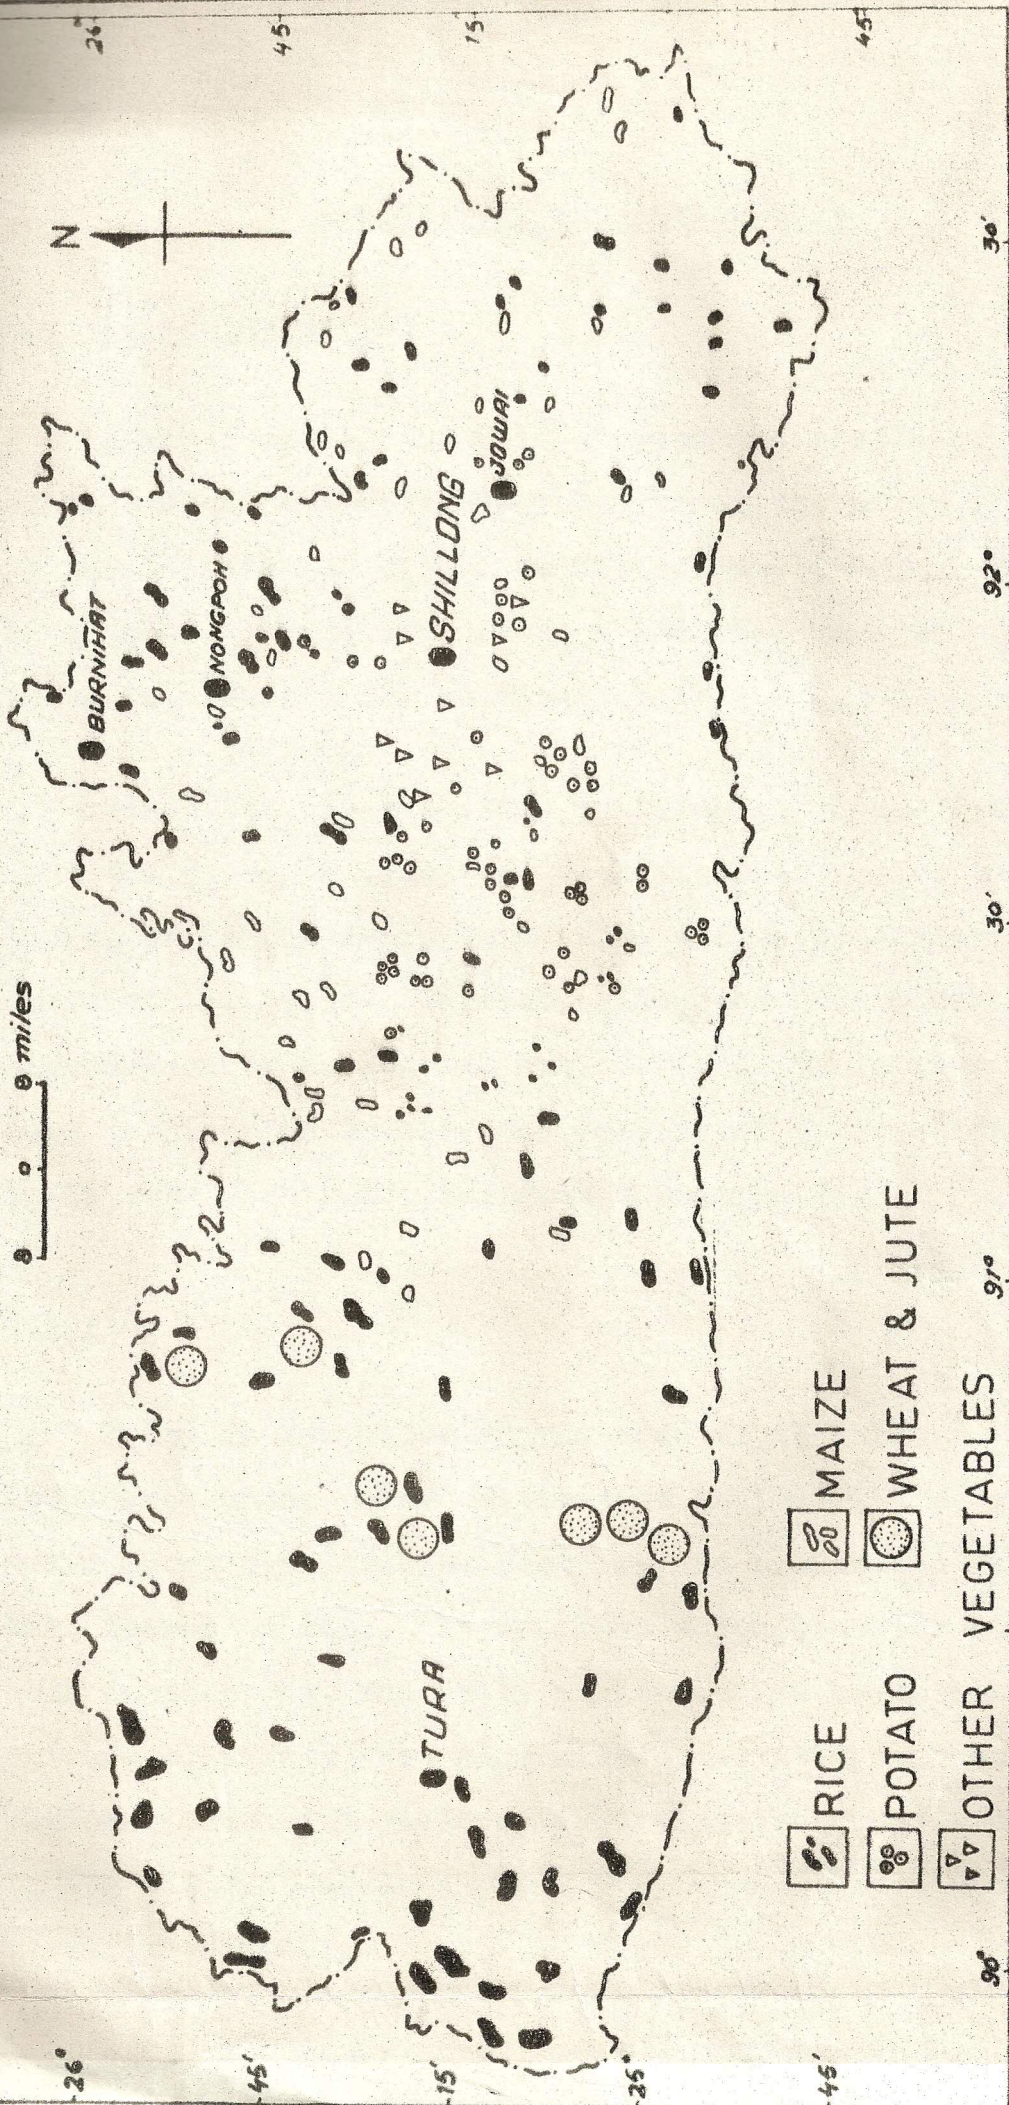 N
8 0 8 miles
26°
45'
15'
45'
BURNIHAT
NONGPOH
SHILLONG
JOWAI
TURA
26°
45'
15'
25°
45'
90°
91°
30'
92°
30'
RICE
MAIZE
POTATO
WHEAT & JUTE
OTHER VEGETABLES